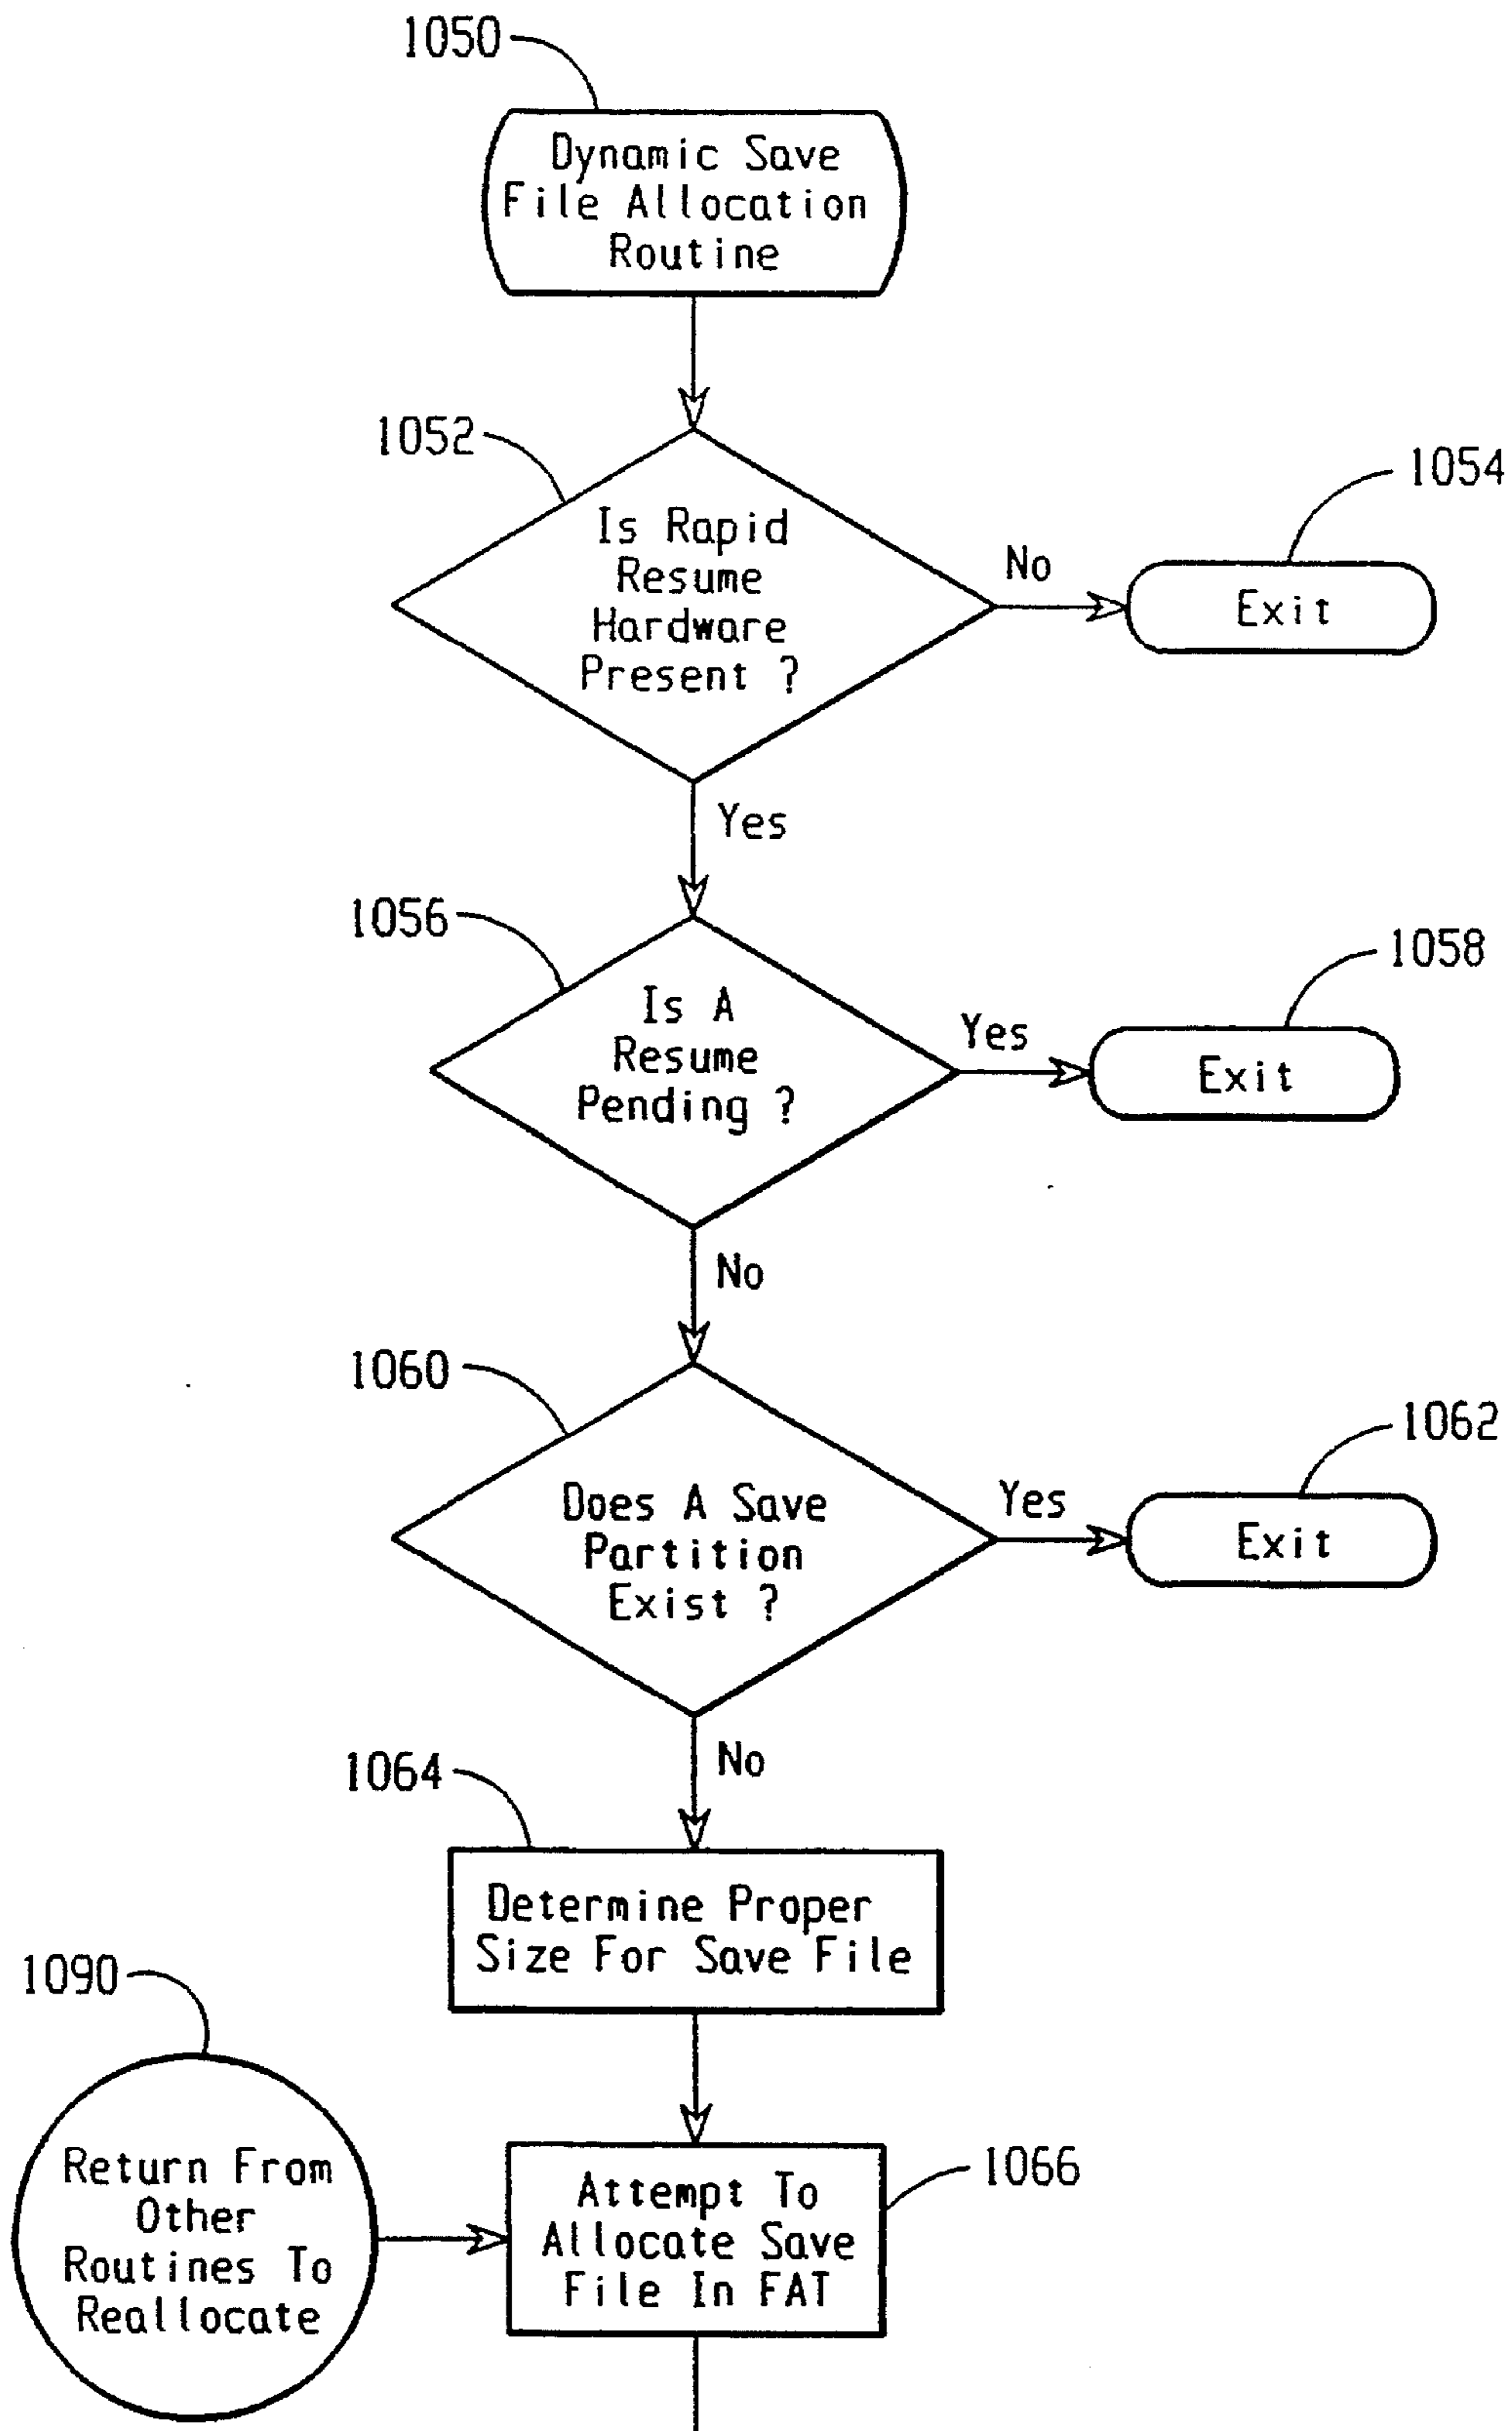 1050
Dynamic Save
File Allocation
Routine
1052
Is Rapid
Resume
Hardware
Present ?
No
1054
Exit
Yes
1056
Is A
Resume
Pending ?
Yes
1058
Exit
No
1060
Does A Save
Partition
Exist ?
Yes
1062
Exit
No
1064
Determine Proper
Size For Save File
1090
Return From
Other
Routines To
Reallocate
1066
Attempt To
Allocate Save
File In FAT